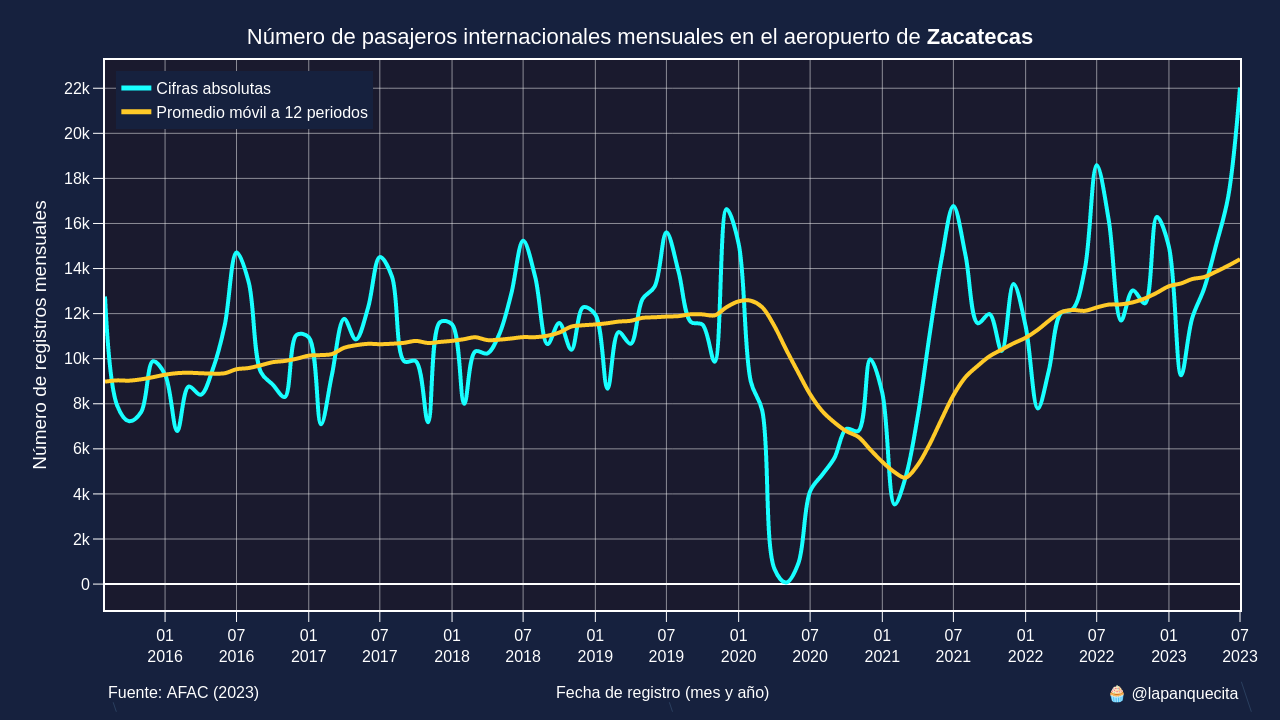 Número de pasajeros internacionales mensuales en el aeropuerto de Zacatecas
Cifras absolutas
Promedio móvil a 12 periodos
Número de registros mensuales
22k
20k
18k
16k
14k
12k
10k
8k
6k
4k
2k
0
01 07 01 07 01 07 01 07 01 07 01 07 01 07 01 07
2016 2016 2017 2017 2018 2018 2019 2019 2020 2020 2021 2021 2022 2022 2023 2023
Fuente: AFAC (2023)
Fecha de registro (mes y año)
🧁 @lapanquecita